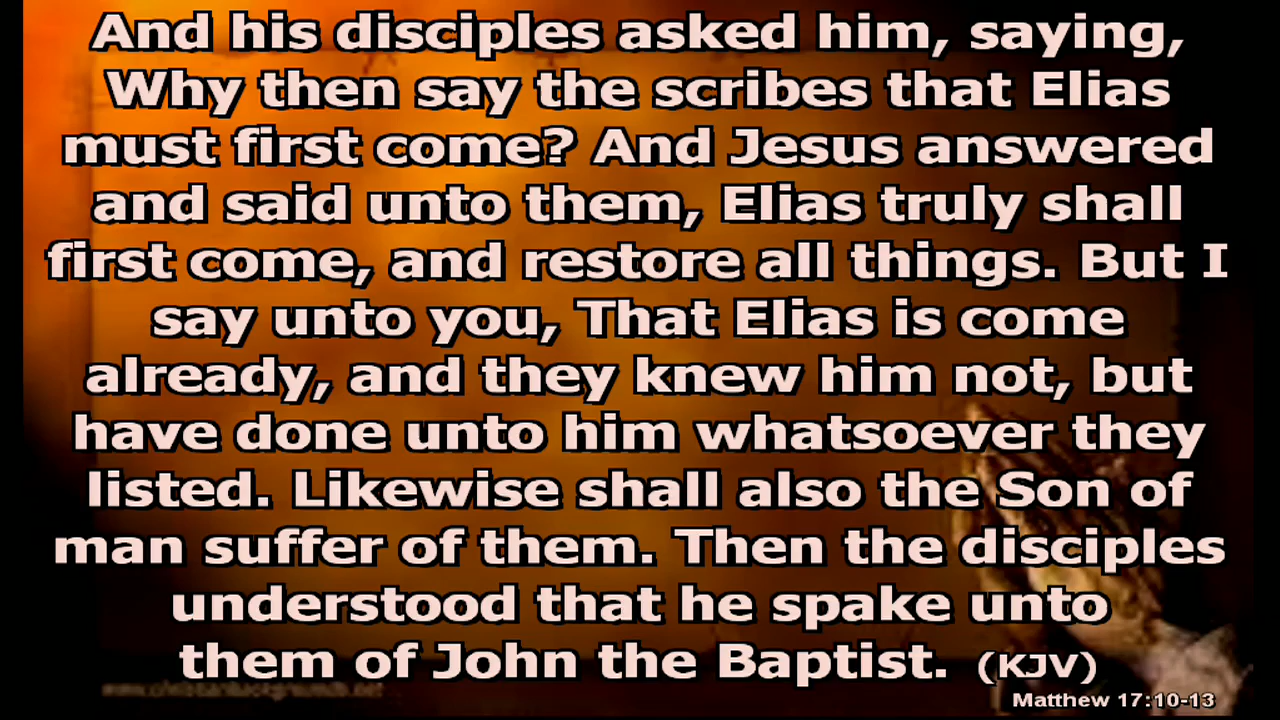 And his disciples asked him, saying,
Why then say the scribes that Elias
must first come? And Jesus answered
and said unto them, Elias truly shall
first come, and restore all things. But I
say unto you, That Elias is come
already, and they knew him not, but
have done unto him whatsoever they
listed. Likewise shall also the Son of
man suffer of them. Then the disciples
understood that he spake unto
them of John the Baptist. (KJV)
Matthew 17:10-13